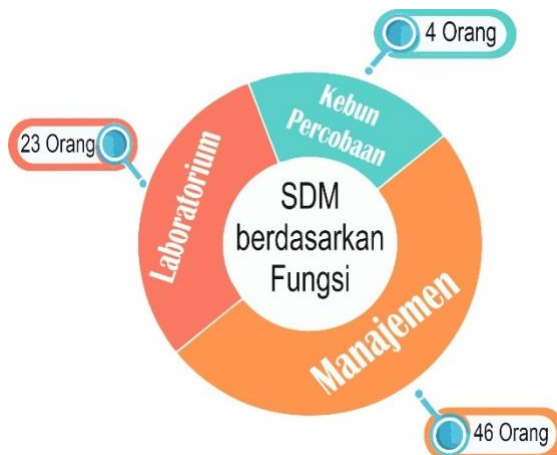 4 Orang
Kebun
Percobaan
23 Orang
Laboratorium
SDM
berdasarkan
Fungsi
Manajemen
46 Orang